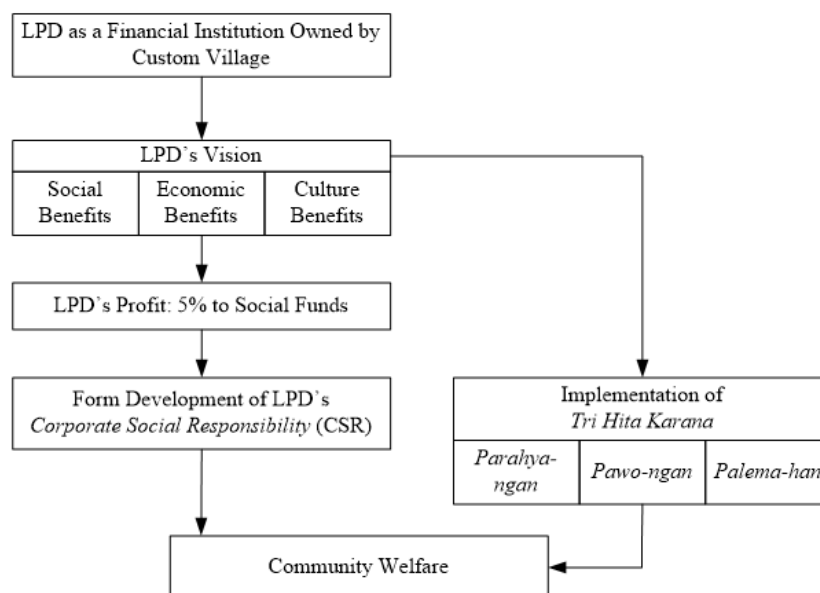 LPD as a Financial Institution Owned by
Custom Village
LPD's Vision
Social
Benefits
Economic
Benefits
Culture
Benefits
LPD's Profit: 5% to Social Funds
Form Development of LPD's
Corporate Social Responsibility (CSR)
Implementation of
Tri Hita Karana
Parahya-
ngan
Pawo-ngan
Palema-han
Community Welfare